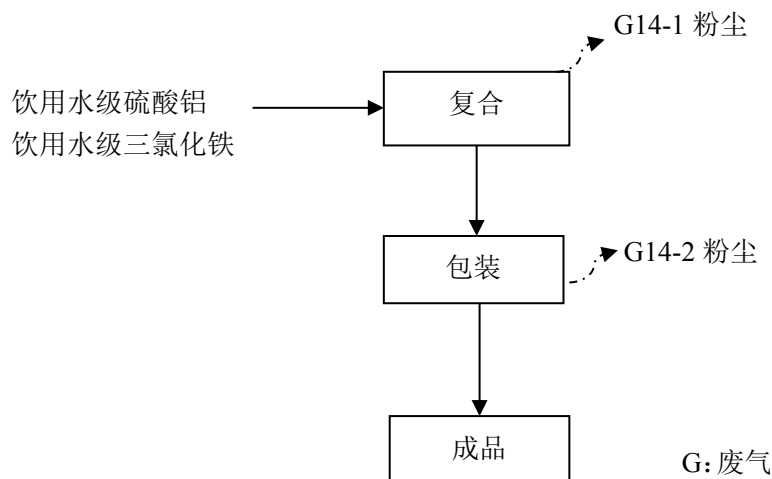 G14-1 粉尘
饮用水级硫酸铝
饮用水级三氯化铁
复合
包装
G14-2 粉尘
成品
G：废气